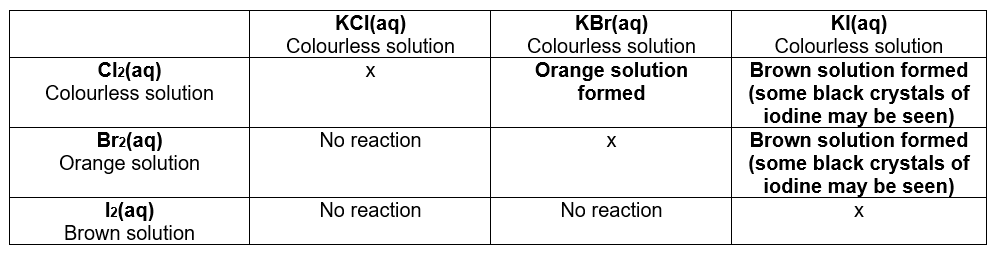 KCl(aq)
Colourless solution
KBr(aq)
Colourless solution
KI(aq)
Colourless solution
Cl2(aq)
Colourless solution
x
Orange solution
formed
Brown solution formed
(some black crystals of
iodine may be seen)
Br2(aq)
Orange solution
No reaction
x
Brown solution formed
(some black crystals of
iodine may be seen)
I2(aq)
Brown solution
No reaction
No reaction
x